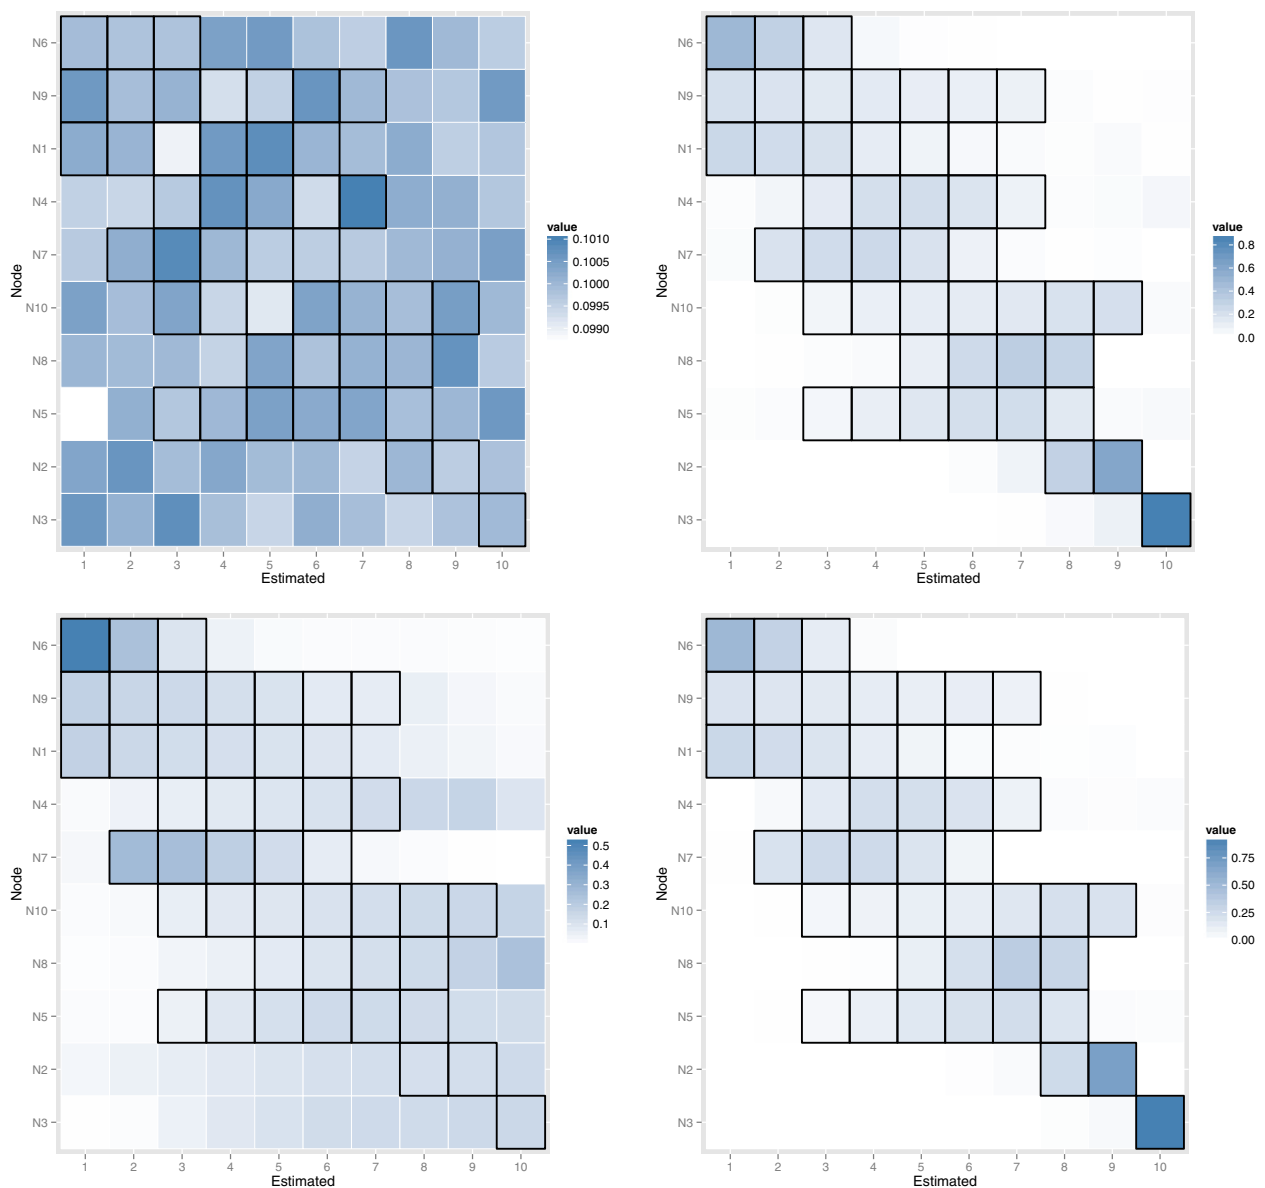 N6
N9
N1
N4
N7
N10
N8
N5
N2
N3
Node
1 2 3 4 5 6 7 8 9 10
Estimated
value
0.1010
0.1005
0.1000
0.0995
0.0990
N6
N9
N1
N4
N7
N10
N8
N5
N2
N3
Node
1 2 3 4 5 6 7 8 9 10
Estimated
value
0.8
0.6
0.4
0.2
0.0
N6
N9
N1
N4
N7
N10
N8
N5
N2
N3
Node
1 2 3 4 5 6 7 8 9 10
Estimated
value
0.5
0.4
0.3
0.2
0.1
N6
N9
N1
N4
N7
N10
N8
N5
N2
N3
Node
1 2 3 4 5 6 7 8 9 10
Estimated
value
0.75
0.50
0.25
0.00